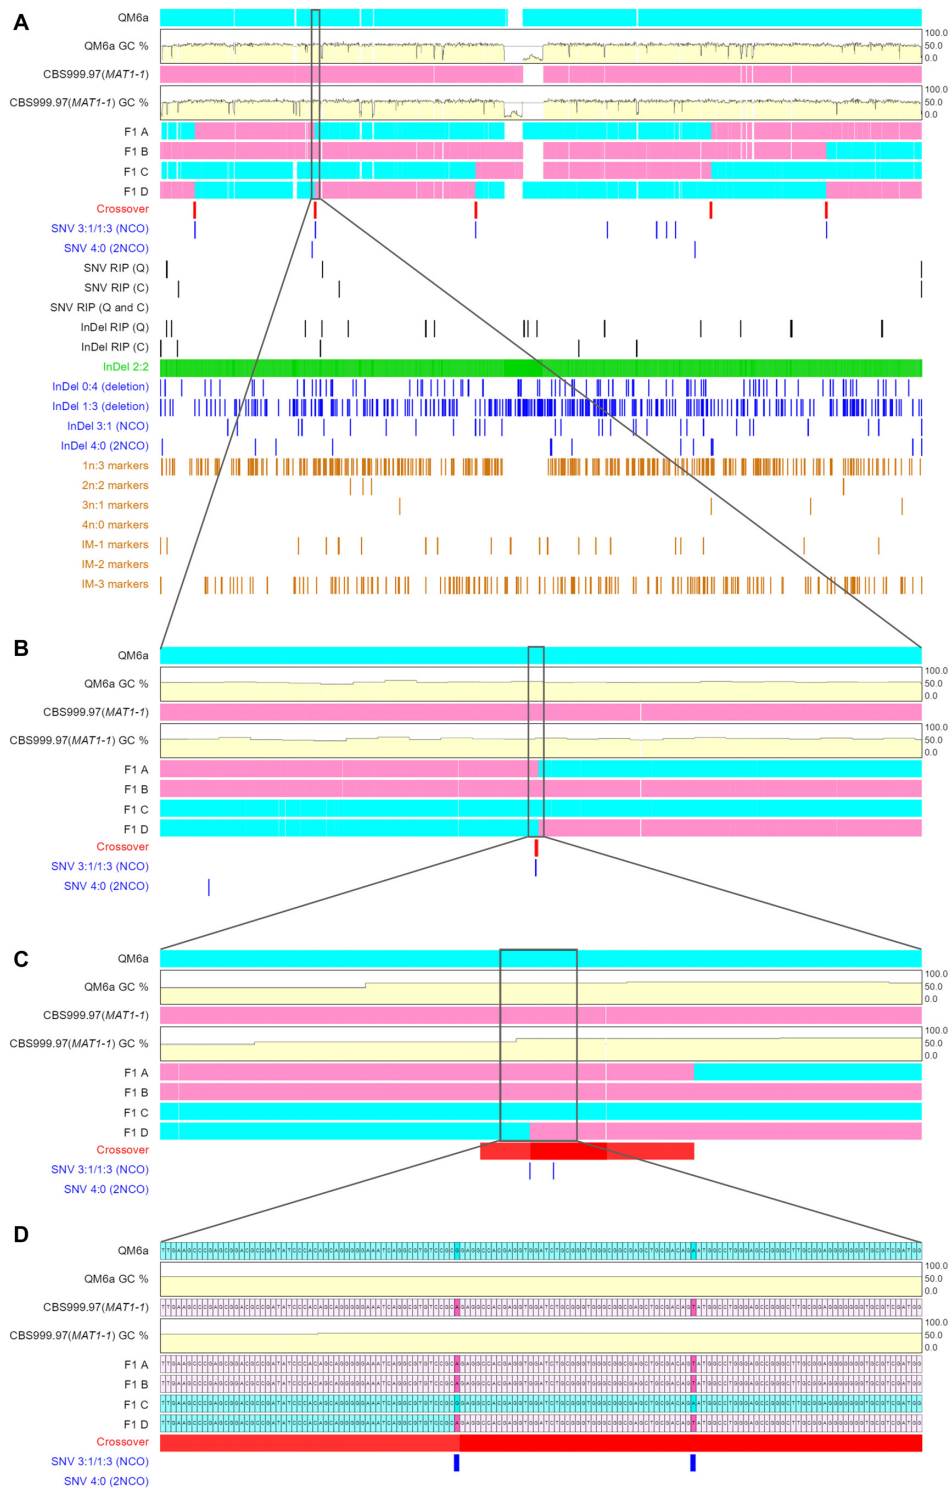 A
QM6a
QM6a GC %
100.0
50.0
0.0
CBS999.97(MAT1-1)
CBS999.97(MAT1-1) GC %
100.0
50.0
0.0
F1 A
F1 B
F1 C
F1 D
Crossover
SNV 3:1/1:3 (NCO)
SNV 4:0 (2NCO)
SNV RIP (Q)
SNV RIP (C)
SNV RIP (Q and C)
InDel RIP (Q)
InDel RIP (C)
InDel 2:2
InDel 0:4 (deletion)
InDel 1:3 (deletion)
InDel 3:1 (NCO)
InDel 4:0 (2NCO)
1n:3 markers
2n:2 markers
3n:1 markers
4n:0 markers
IM-1 markers
IM-2 markers
IM-3 markers
B
QM6a
QM6a GC %
100.0
50.0
0.0
CBS999.97(MAT1-1)
CBS999.97(MAT1-1) GC %
100.0
50.0
0.0
F1 A
F1 B
F1 C
F1 D
Crossover
SNV 3:1/1:3 (NCO)
SNV 4:0 (2NCO)
C
QM6a
QM6a GC %
100.0
50.0
0.0
CBS999.97(MAT1-1)
CBS999.97(MAT1-1) GC %
100.0
50.0
0.0
F1 A
F1 B
F1 C
F1 D
Crossover
SNV 3:1/1:3 (NCO)
SNV 4:0 (2NCO)
D
QM6a
QM6a GC %
100.0
50.0
0.0
CBS999.97(MAT1-1)
CBS999.97(MAT1-1) GC %
100.0
50.0
0.0
F1 A
F1 B
F1 C
F1 D
Crossover
SNV 3:1/1:3 (NCO)
SNV 4:0 (2NCO)